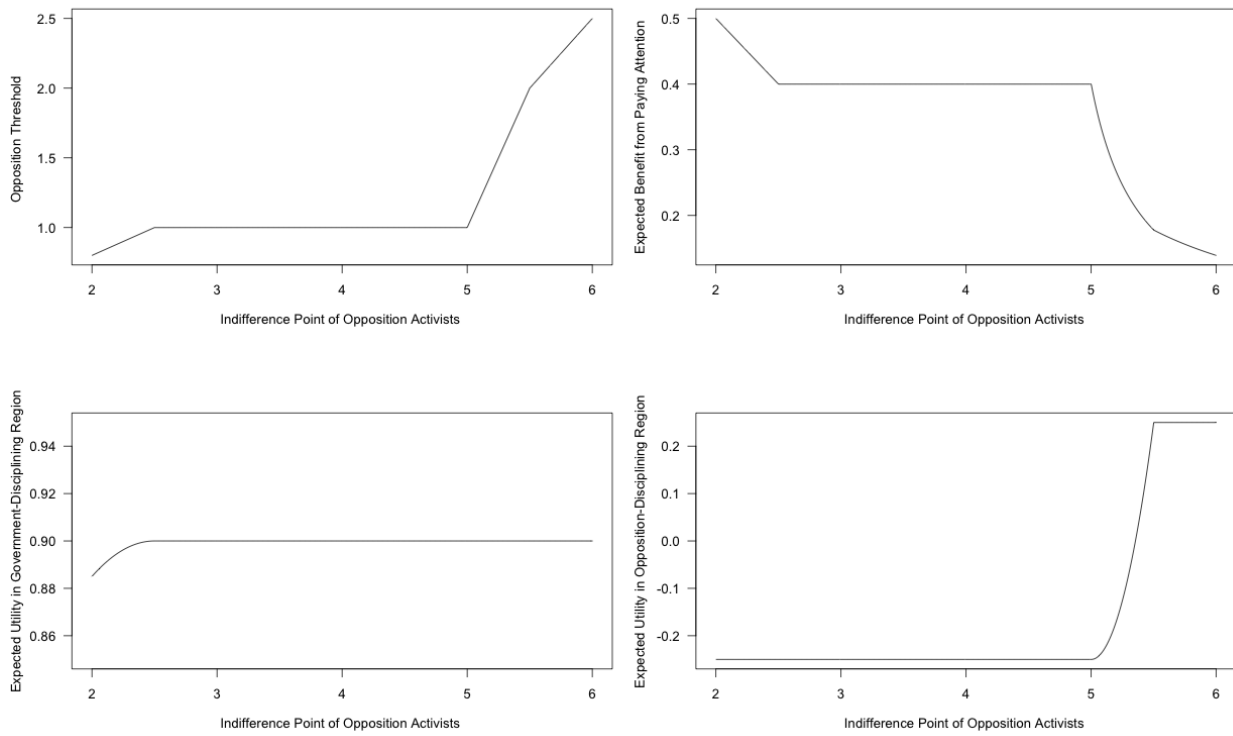 Opposition Threshold
2.5
2.0
1.5
1.0
2 3 4 5 6
Indifference Point of Opposition Activists
Expected Benefit from Paying Attention
0.5
0.4
0.3
0.2
2 3 4 5 6
Indifference Point of Opposition Activists
Expected Utility in Government-Disciplining Region
0.94
0.92
0.90
0.88
0.86
2 3 4 5 6
Indifference Point of Opposition Activists
Expected Utility in Opposition-Disciplining Region
0.2
0.1
0.0
-0.1
-0.2
2 3 4 5 6
Indifference Point of Opposition Activists